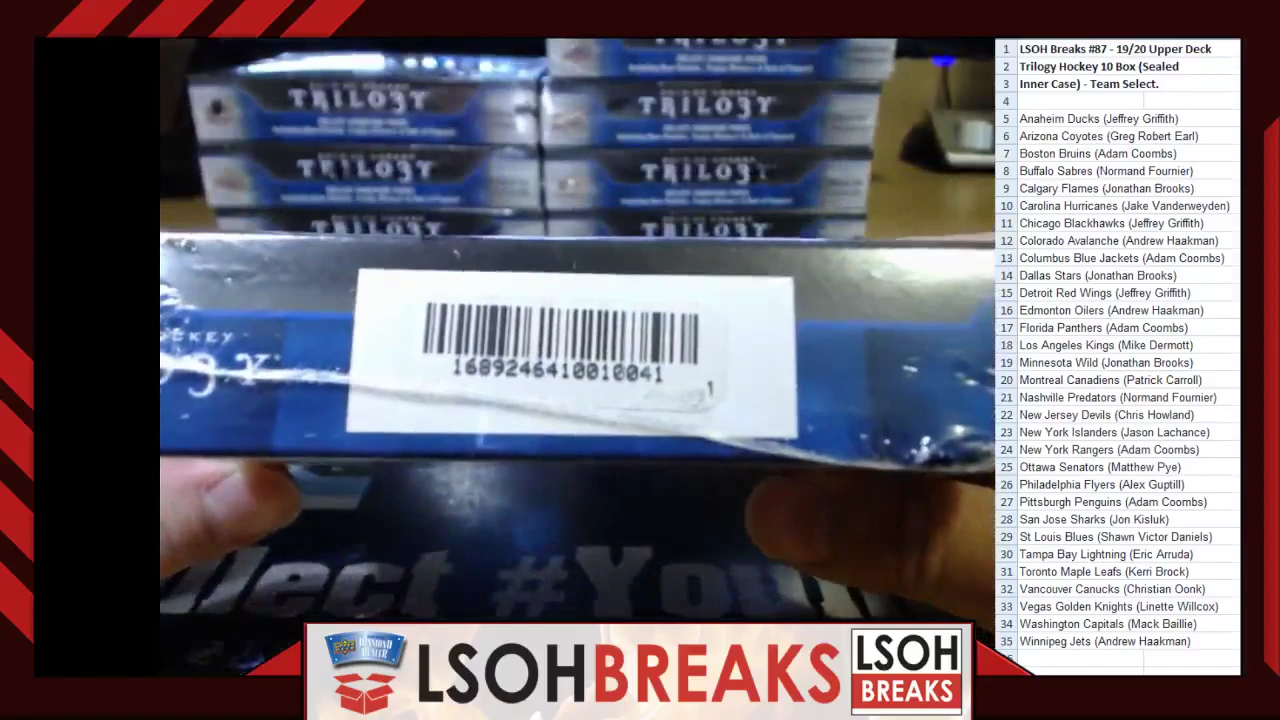 TRILOGY
TRILOGY
TRILOGY
TRILOGY
TRILOGY
TRILOGY
1689246410010041
1
lect #You
UPPER DECK DIAMOND DEALER
LSOHBREAKS
LSOH
BREAKS
1 LSOH Breaks #87 - 19/20 Upper Deck
2 Trilogy Hockey 10 Box (Sealed
3 Inner Case) - Team Select.
4
5 Anaheim Ducks (Jeffrey Griffith)
6 Arizona Coyotes (Greg Robert Earl)
7 Boston Bruins (Adam Coombs)
8 Buffalo Sabres (Normand Fournier)
9 Calgary Flames (Jonathan Brooks)
10 Carolina Hurricanes (Jake Vanderweyden)
11 Chicago Blackhawks (Jeffrey Griffith)
12 Colorado Avalanche (Andrew Haakman)
13 Columbus Blue Jackets (Adam Coombs)
14 Dallas Stars (Jonathan Brooks)
15 Detroit Red Wings (Jeffrey Griffith)
16 Edmonton Oilers (Andrew Haakman)
17 Florida Panthers (Adam Coombs)
18 Los Angeles Kings (Mike Dermott)
19 Minnesota Wild (Jonathan Brooks)
20 Montreal Canadiens (Patrick Carroll)
21 Nashville Predators (Normand Fournier)
22 New Jersey Devils (Chris Howland)
23 New York Islanders (Jason Lachance)
24 New York Rangers (Adam Coombs)
25 Ottawa Senators (Matthew Pye)
26 Philadelphia Flyers (Alex Guptill)
27 Pittsburgh Penguins (Adam Coombs)
28 San Jose Sharks (Jon Kisluk)
29 St Louis Blues (Shawn Victor Daniels)
30 Tampa Bay Lightning (Eric Arruda)
31 Toronto Maple Leafs (Kerri Brock)
32 Vancouver Canucks (Christian Oonk)
33 Vegas Golden Knights (Linette Willcox)
34 Washington Capitals (Mack Baillie)
35 Winnipeg Jets (Andrew Haakman)